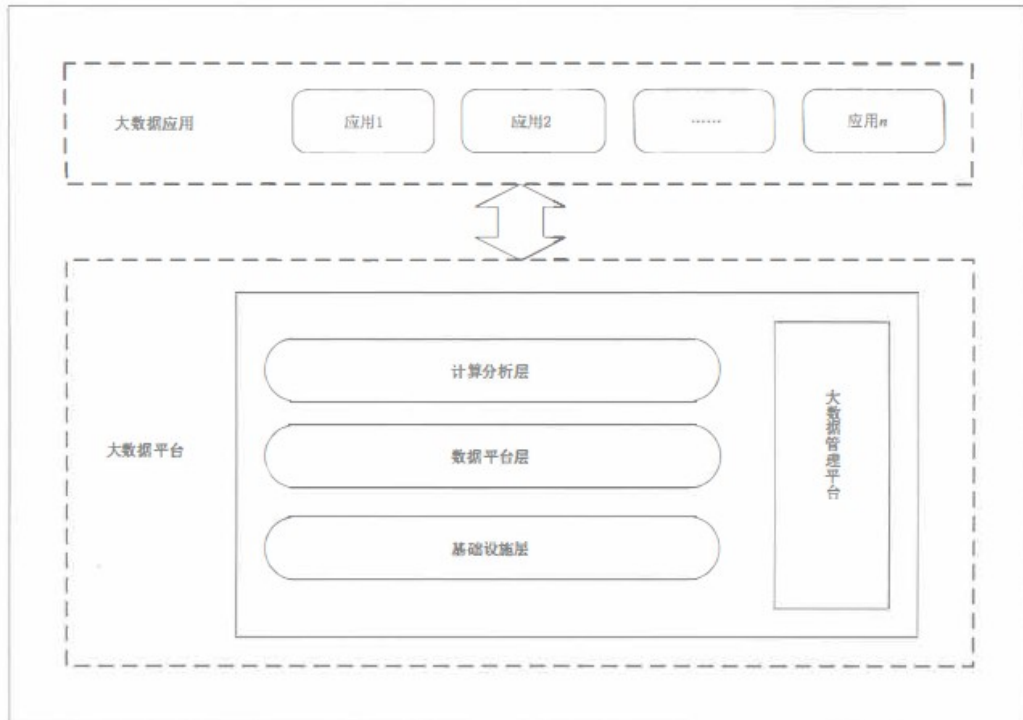 大数据应用
应用1
应用2
……
应用n
计算分析层
大数据管理平台
大数据平台
数据平台层
基础设施层